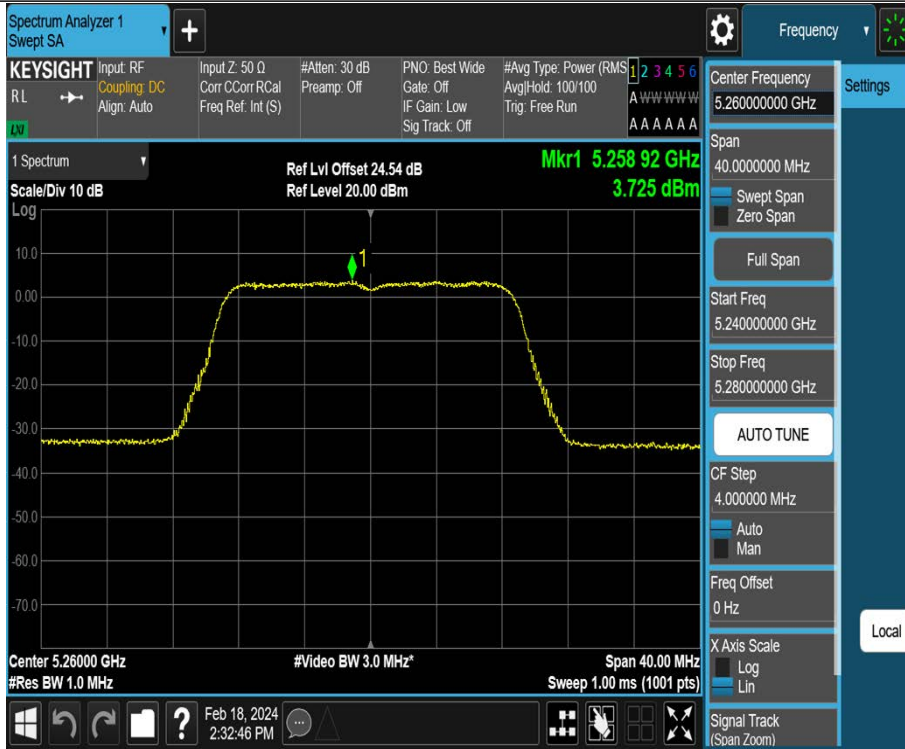 Spectrum Analyzer 1
Swept SA
+
Frequency
KEYSIGHT
R L
LXI
Input: RF
Coupling: DC
Align: Auto
Input Z: 50 Ω
Corr CCorr RCal
Freq Ref: Int (S)
#Atten: 30 dB
Preamp: Off
PNO: Best Wide
Gate: Off
IF Gain: Low
Sig Track: Off
#Avg Type: Power (RMS
Avg|Hold: 100/100
Trig: Free Run
1 2 3 4 5 6
A W W W W W
A A A A A A
1 Spectrum
Scale/Div 10 dB
Log
Ref Lvl Offset 24.54 dB
Ref Level 20.00 dBm
Mkr1 5.258 92 GHz
3.725 dBm
1
10.0
0.00
-10.0
-20.0
-30.0
-40.0
-50.0
-60.0
-70.0
Center 5.26000 GHz
#Res BW 1.0 MHz
#Video BW 3.0 MHz*
Span 40.00 MHz
Sweep 1.00 ms (1001 pts)
Feb 18, 2024
2:32:46 PM
?
Center Frequency
5.260000000 GHz
Span
40.0000000 MHz
Swept Span
Zero Span
Full Span
Start Freq
5.240000000 GHz
Stop Freq
5.280000000 GHz
AUTO TUNE
CF Step
4.000000 MHz
Auto
Man
Freq Offset
0 Hz
X Axis Scale
Log
Lin
Signal Track
(Span Zoom)
Settings
Local